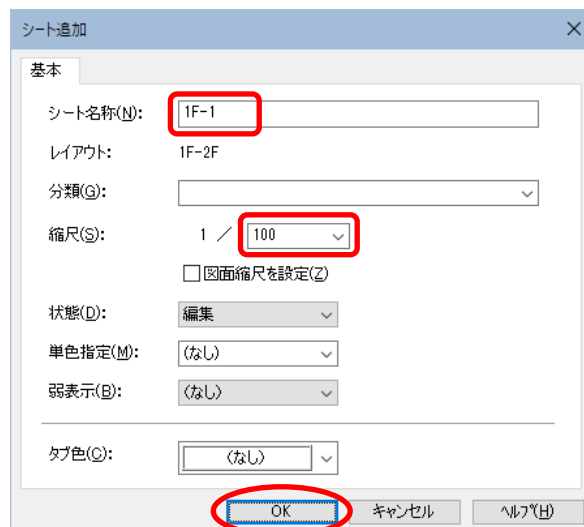 シート追加
基本
シート名称(N): 1F-1
レイアウト: 1F-2F
分類(G):
縮尺(S): 1 ／ 100
図面縮尺を設定(Z)
状態(D): 編集
単色指定(M): (なし)
弱表示(B): (なし)
タブ色(C): (なし)
OK キャンセル ヘルプ(H)